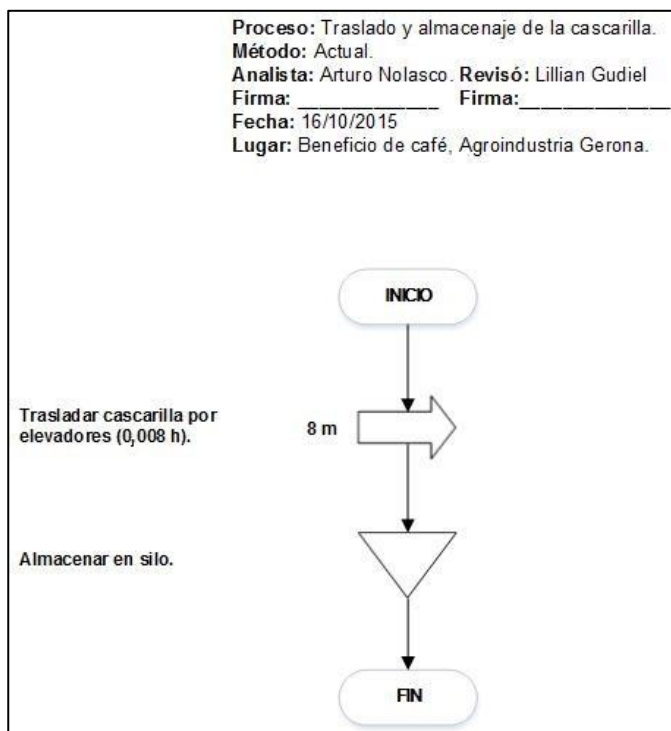 Proceso: Traslado y almacenaje de la cascarilla.
Método: Actual.
Analista: Arturo Nolasco. Revisó: Lillian Gudiel
Firma: _____________ Firma:______________
Fecha: 16/10/2015
Lugar: Beneficio de café, Agroindustria Gerona.
INICIO
Trasladar cascarilla por
elevadores (0,008 h).
8 m
Almacenar en silo.
FIN